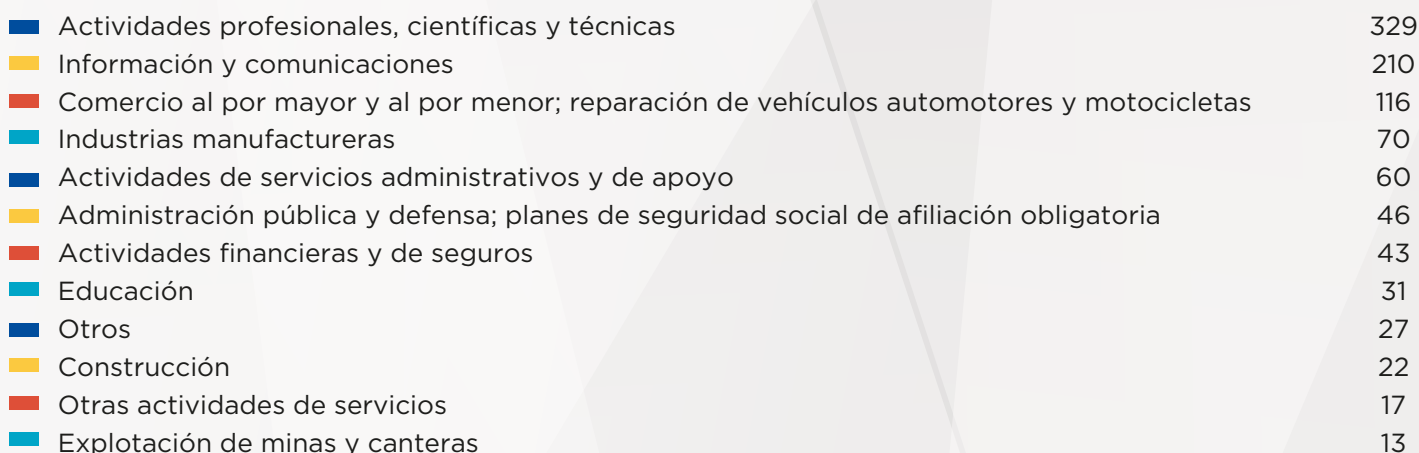 Actividades profesionales, científicas y técnicas 329
Información y comunicaciones 210
Comercio al por mayor y al por menor; reparación de vehículos automotores y motocicletas 116
Industrias manufactureras 70
Actividades de servicios administrativos y de apoyo 60
Administración pública y defensa; planes de seguridad social de afiliación obligatoria 46
Actividades financieras y de seguros 43
Educación 31
Otros 27
Construcción 22
Otras actividades de servicios 17
Explotación de minas y canteras 13